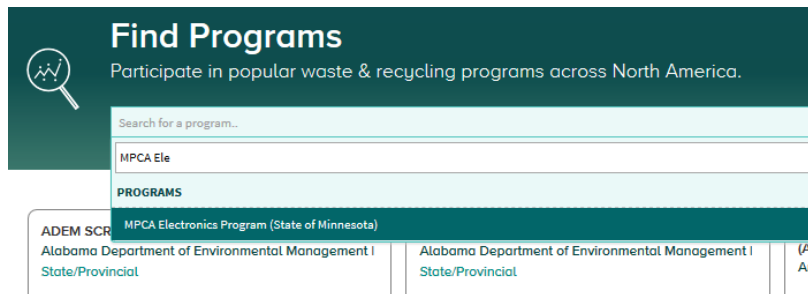 Find Programs
Participate in popular waste & recycling programs across North America.
Search for a program..
MPCA Ele
PROGRAMS
MPCA Electronics Program (State of Minnesota)
ADEM SCR
Alabama Department of Environmental Management
State/Provincial
Alabama Department of Environmental Management
State/Provincial